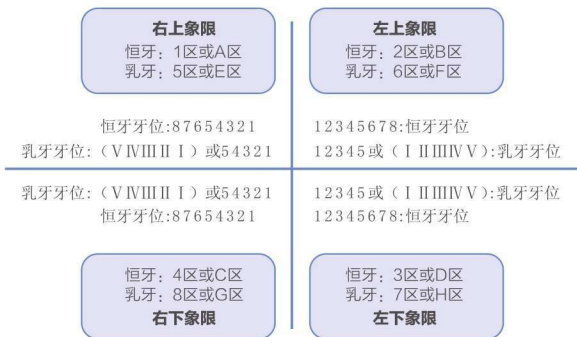 右上象限
恒牙：1区或A区
乳牙：5区或E区
左上象限
恒牙：2区或B区
乳牙：6区或F区
恒牙牙位:87654321
12345678:恒牙牙位
乳牙牙位:（ⅤⅣⅢⅡⅠ）或54321
12345或（ⅠⅡⅢⅣⅤ）:乳牙牙位
乳牙牙位:（ⅤⅣⅢⅡⅠ）或54321
12345或（ⅠⅡⅢⅣⅤ）:乳牙牙位
恒牙牙位:87654321
12345678:恒牙牙位
恒牙：4区或C区
乳牙：8区或G区
右下象限
恒牙：3区或D区
乳牙：7区或H区
左下象限